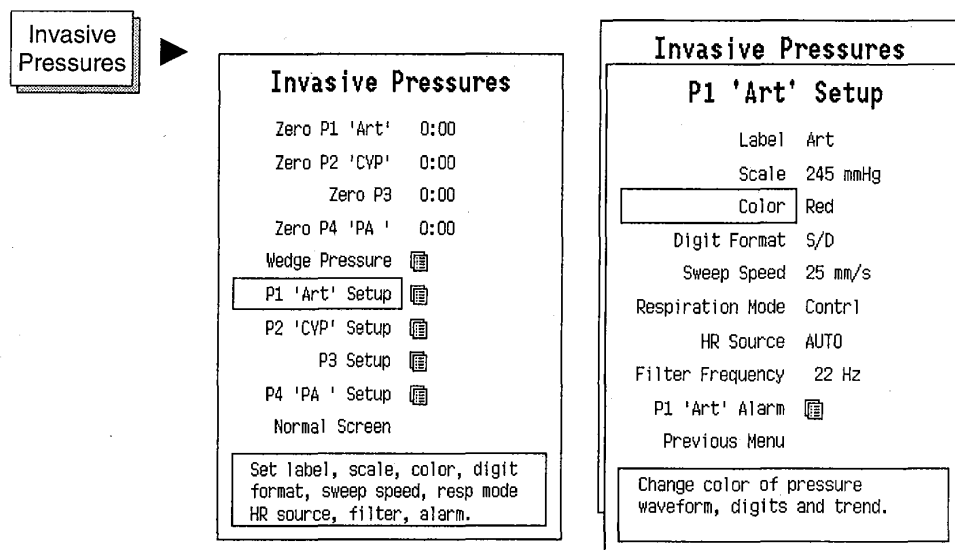 Invasive
Pressures
Invasive Pressures
Zero P1 'Art' 0:00
Zero P2 'CVP' 0:00
Zero P3 0:00
Zero P4 'PA ' 0:00
Wedge Pressure
P1 'Art' Setup
P2 'CVP' Setup
P3 Setup
P4 'PA ' Setup
Normal Screen
Set label, scale, color, digit
format, sweep speed, resp mode
HR source, filter, alarm.
Invasive Pressures
P1 'Art' Setup
Label Art
Scale 245 mmHg
Color Red
Digit Format S/D
Sweep Speed 25 mm/s
Respiration Mode Contrl
HR Source AUTO
Filter Frequency 22 Hz
P1 'Art' Alarm
Previous Menu
Change color of pressure
waveform, digits and trend.